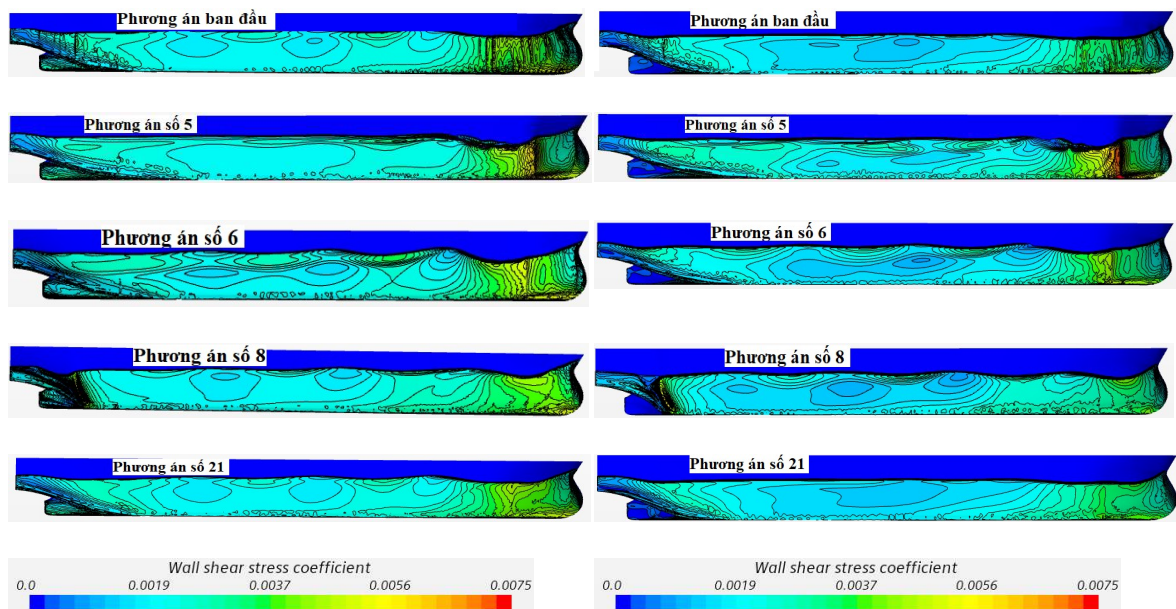 Phương án ban đầu
Phương án ban đầu
Phương án số 5
Phương án số 5
Phương án số 6
Phương án số 6
Phương án số 8
Phương án số 8
Phương án số 21
Phương án số 21
Wall shear stress coefficient
0.0 0.0019 0.0037 0.0056 0.0075
Wall shear stress coefficient
0.0 0.0019 0.0037 0.0056 0.0075